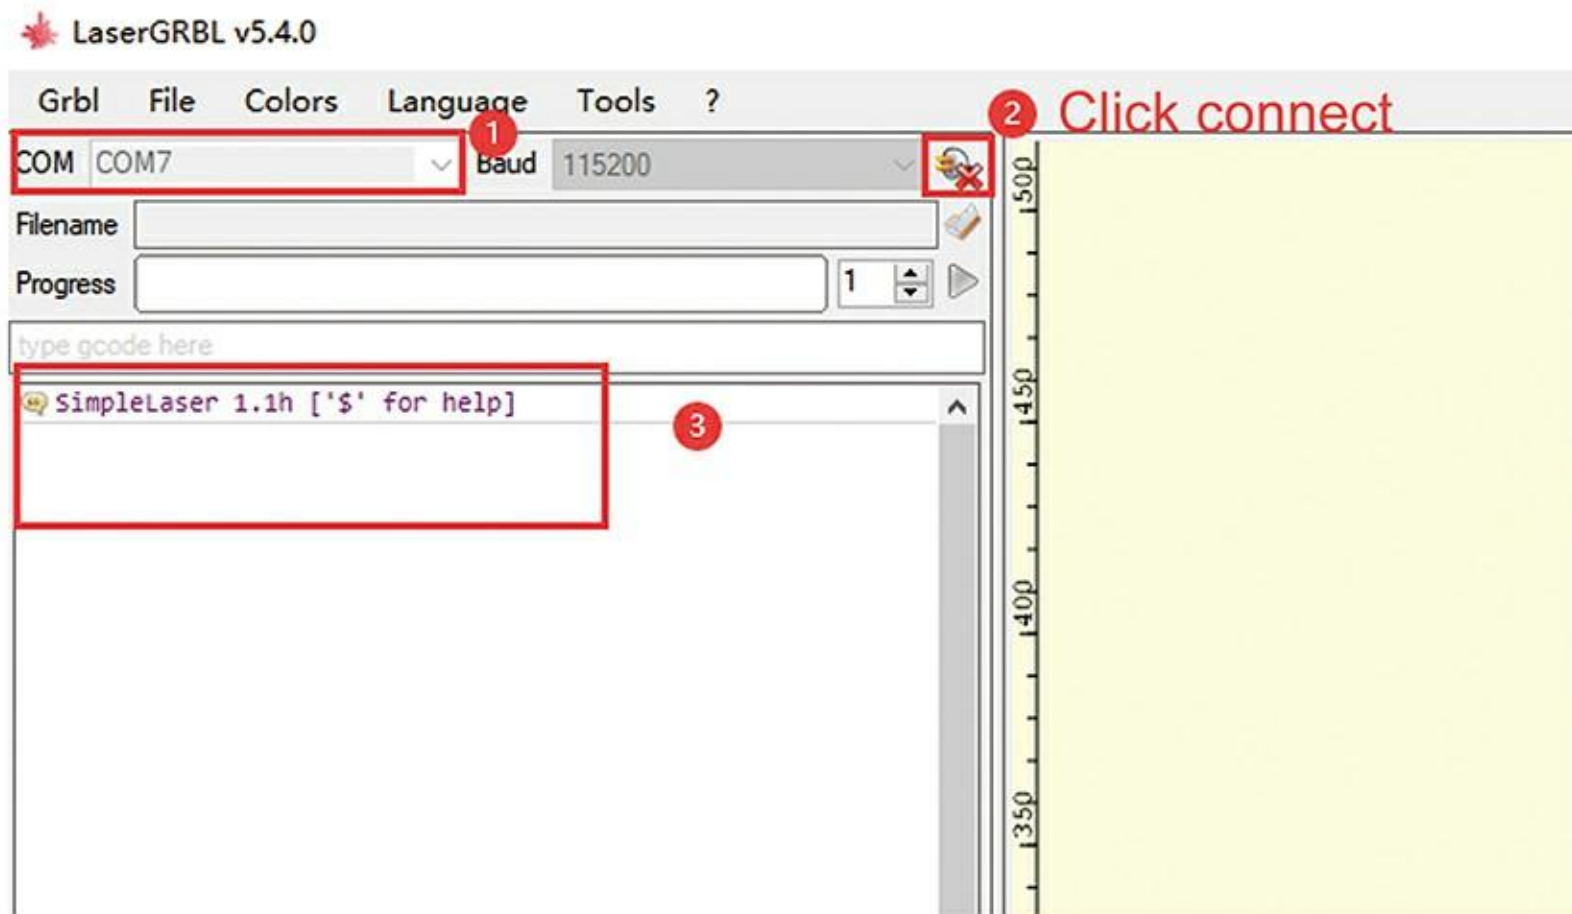 LaserGRBL v5.4.0
Grbl File Colors Language Tools ?
1
2 Click connect
COM COM7 Baud 115200
Filename
Progress 1
type gcode here
SimpleLaser 1.1h ['$' for help]
3
500
450
400
350